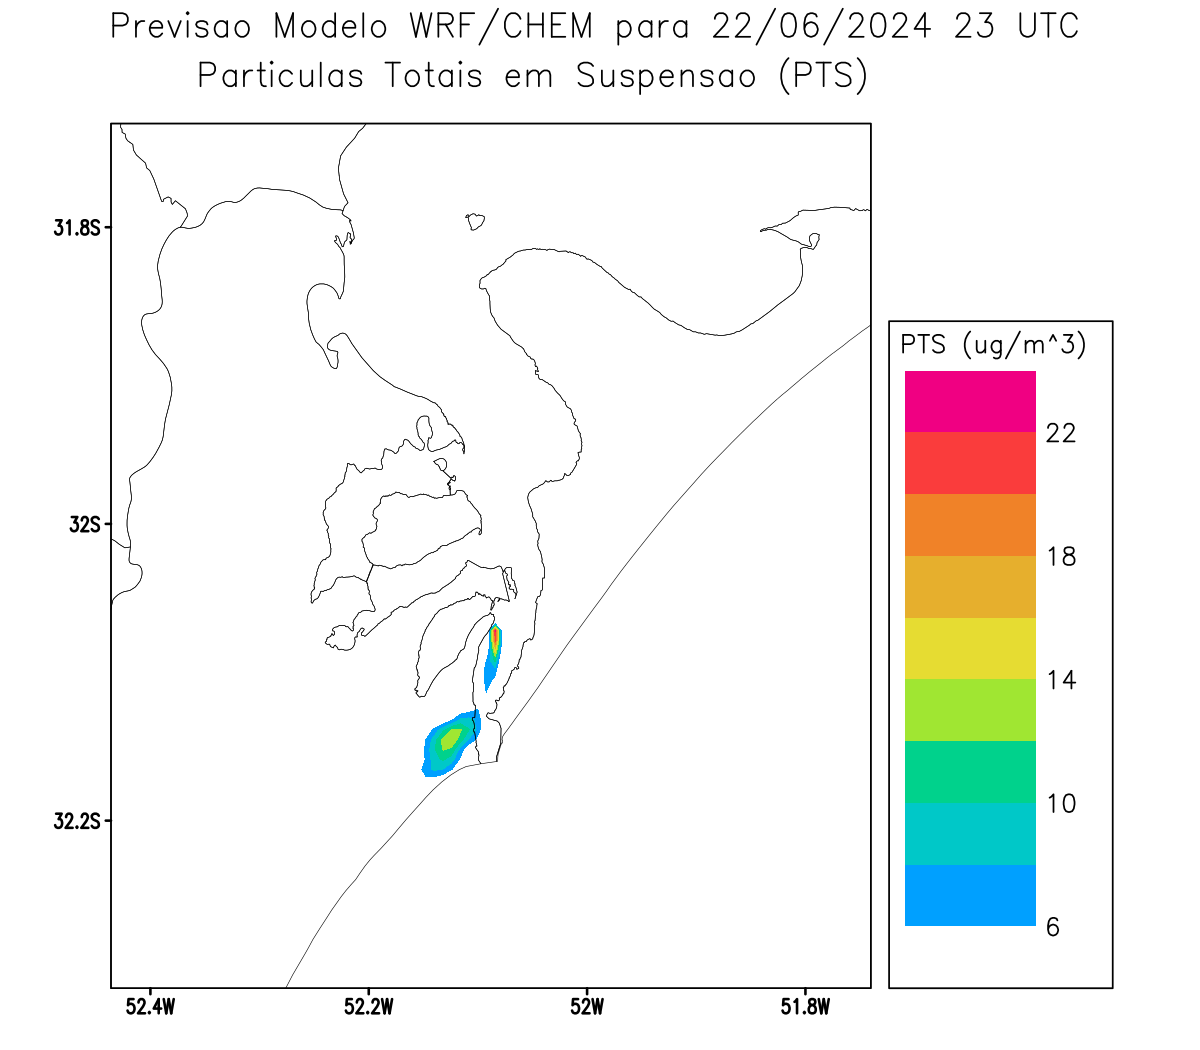 Previsao Modelo WRF/CHEM para 22/06/2024 23 UTC
Particulas Totais em Suspensao (PTS)
31.8S
32S
32.2S
52.4W
52.2W
52W
51.8W
PTS (ug/m^3)
22
18
14
10
6